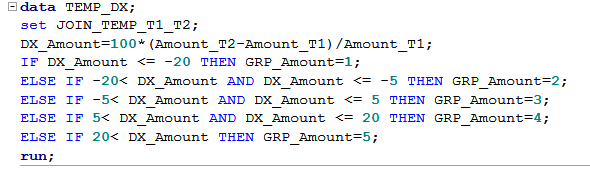 data TEMP_DX;
set JOIN_TEMP_T1_T2;
DX_Amount=100*(Amount_T2-Amount_T1)/Amount_T1;
IF DX_Amount <= -20 THEN GRP_Amount=1;
ELSE IF -20< DX_Amount AND DX_Amount <= -5 THEN GRP_Amount=2;
ELSE IF -5< DX_Amount AND DX_Amount <= 5 THEN GRP_Amount=3;
ELSE IF 5< DX_Amount AND DX_Amount <= 20 THEN GRP_Amount=4;
ELSE IF 20< DX_Amount THEN GRP_Amount=5;
run;